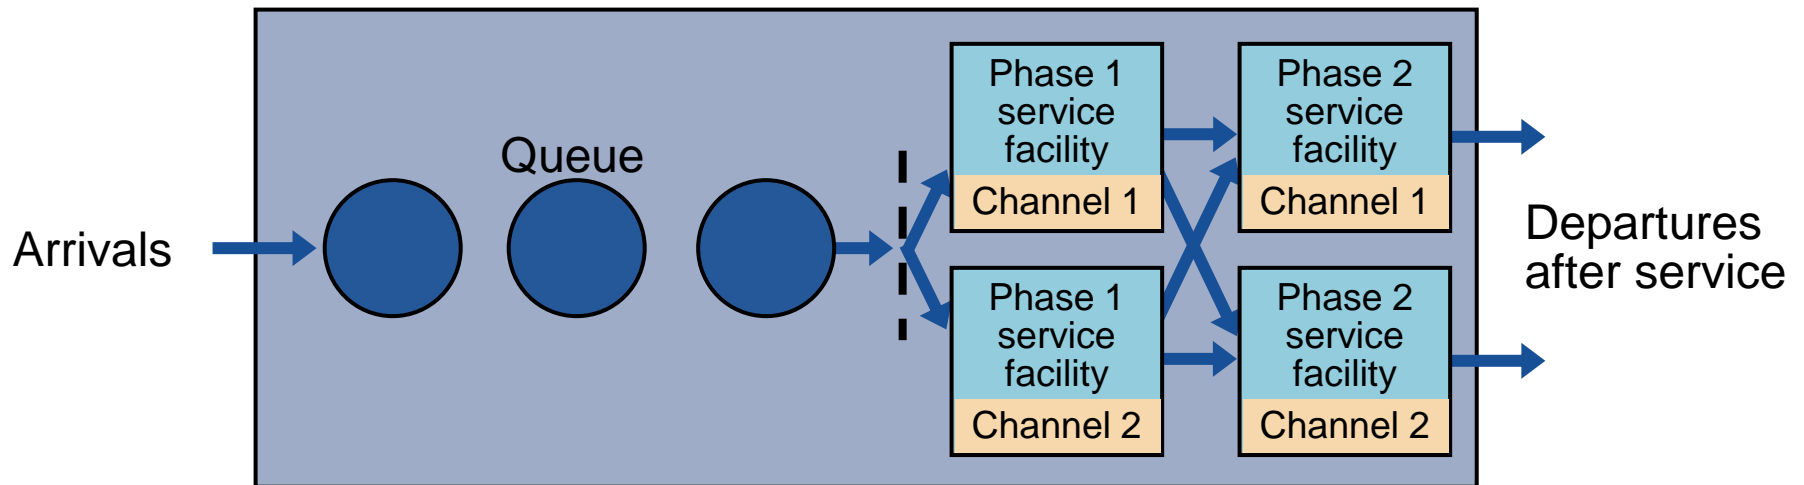 Arrivals
Queue
Phase 1
service
facility
Channel 1
Phase 2
service
facility
Channel 1
Phase 1
service
facility
Channel 2
Phase 2
service
facility
Channel 2
Departures
after service